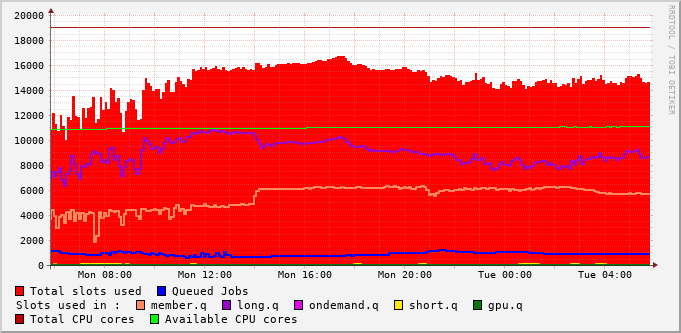 20000
18000
16000
14000
12000
10000
8000
6000
4000
2000
0
Mon 08:00 Mon 12:00 Mon 16:00 Mon 20:00 Tue 00:00 Tue 04:00
RRDTOOL / TOBI OETIKER
Total slots used Queued Jobs
Slots used in : member.q long.q ondemand.q short.q gpu.q
Total CPU cores Available CPU cores